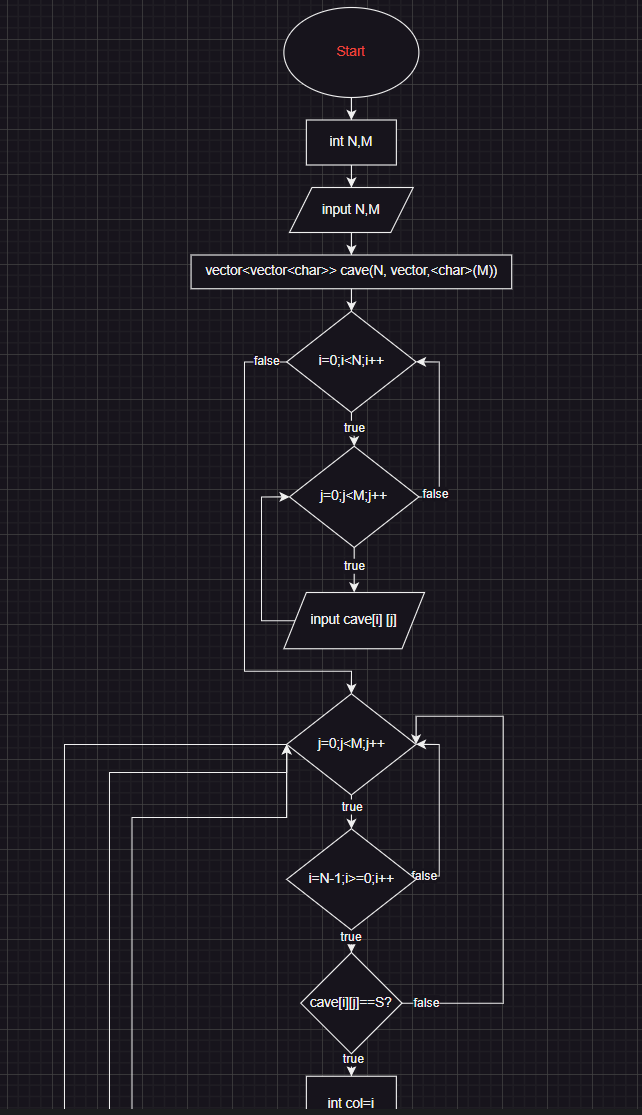 Start
int N,M
input N,M
vector<vector<char>> cave(N, vector,<char>(M))
i=0;i<N;i++
false
true
j=0;j<M;j++
false
true
input cave[i] [j]
j=0;j<M;j++
true
i=N-1;i>=0;i++
false
true
cave[i][j]==S?
false
true
int col=i